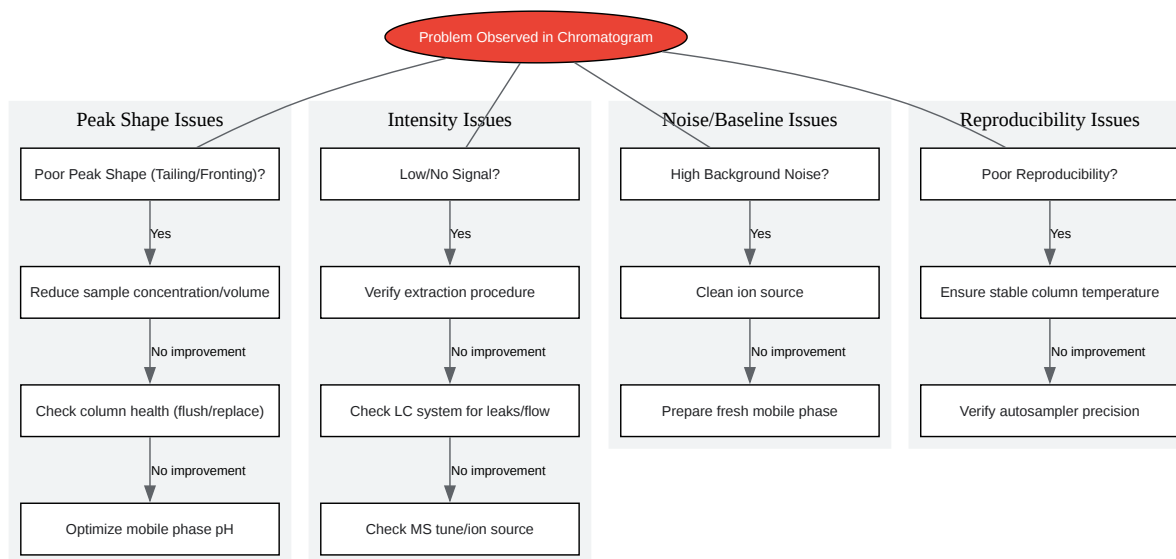 Problem Observed in Chromatogram
Peak Shape Issues
Poor Peak Shape (Tailing/Fronting)?
Yes
Reduce sample concentration/volume
No improvement
Check column health (flush/replace)
No improvement
Optimize mobile phase pH
Intensity Issues
Low/No Signal?
Yes
Verify extraction procedure
No improvement
Check LC system for leaks/flow
No improvement
Check MS tune/ion source
Noise/Baseline Issues
High Background Noise?
Yes
Clean ion source
No improvement
Prepare fresh mobile phase
Reproducibility Issues
Poor Reproducibility?
Yes
Ensure stable column temperature
No improvement
Verify autosampler precision